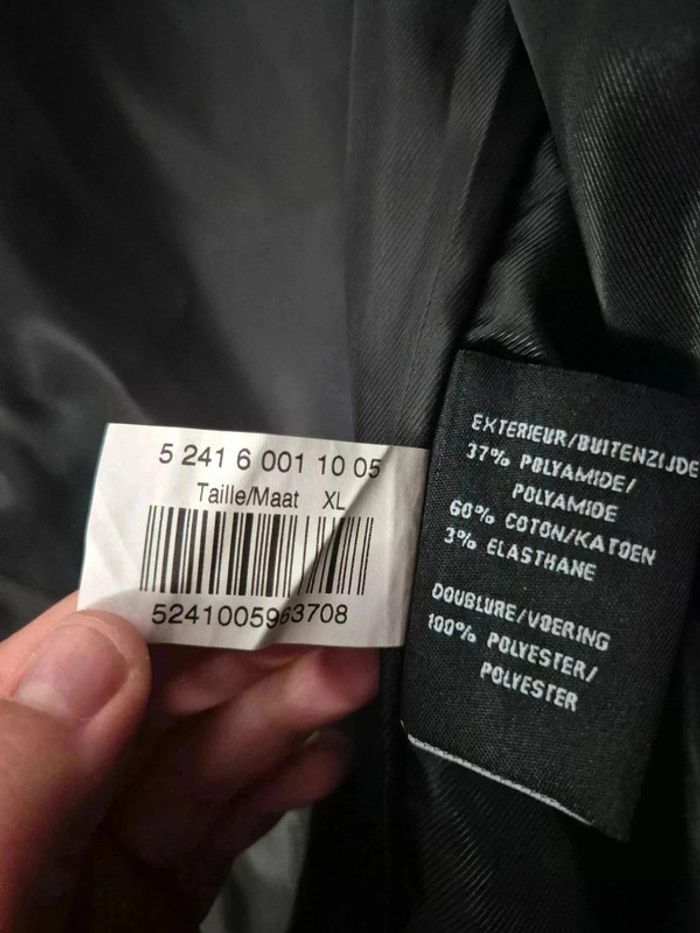 5 241 6 001 10 05
Taille/Maat XL
5241005963708
EXTERIEUR/BUITENZIJDE
37% POLYAMIDE/
POLYAMIDE
60% COTON/KATOEN
3% ELASTHANE
DOUBLURE/VOERING
100% POLYESTER/
POLYESTER